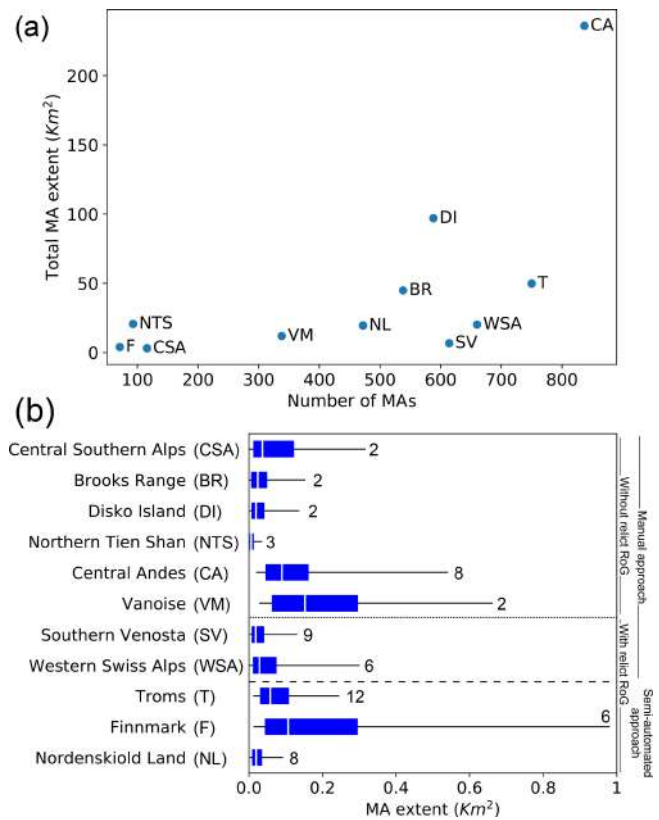 (a)
Total MA extent (Km²)
200
150
100
50
0
CA
DI
T
BR
WSA
NL
SV
VM
NTS
F
CSA
100 200 300 400 500 600 700 800
Number of MAs
(b)
Central Southern Alps (CSA) 2
Brooks Range (BR) 2
Disko Island (DI) 2
Northern Tien Shan (NTS) 3
Central Andes (CA) 8
Vanoise (VM) 2
Southern Venosta (SV) 9
Western Swiss Alps (WSA) 6
Troms (T) 12
Finnmark (F) 6
Nordenskiold Land (NL) 8
0 0.2 0.4 0.6 0.8 1
MA extent (Km²)
Without relict RoG
With relict RoG
Manual approach
Semi-automated
approach